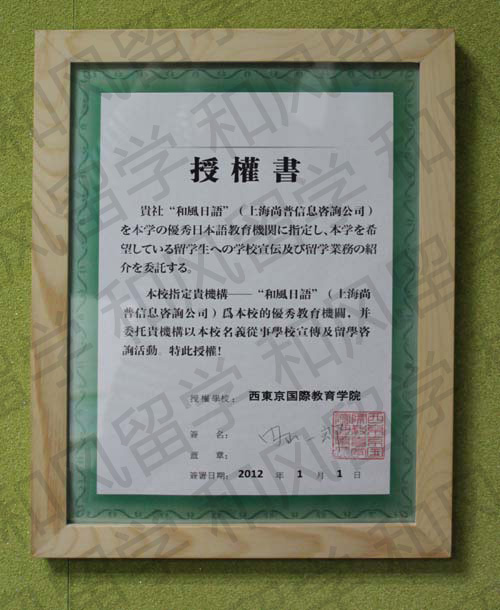 授權書
貴社“和風日語”（上海尚普信息咨詢公司）
を本学の優秀日本語教育機関に指定し、本学を希
望している留学生への学校宣伝及び留学業務の紹
介を委託する。
本校指定貴機構——“和風日語”（上海尚
普信息咨詢公司）爲本校的優秀教育機關，并
委托貴機構以本校名義從事學校宣傳及留學咨
詢活動。特此授權！
授權學校： 西東京国際教育学院
簽名：
蓋章：
簽署日期：2012 年 1 月 1 日
和风留学